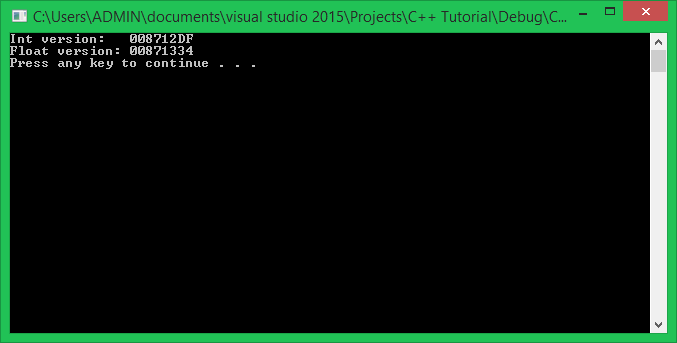 C:\Users\ADMIN\documents\visual studio 2015\Projects\C++ Tutorial\Debug\C...
Int version:   008712DF
Float version: 00871334
Press any key to continue . . .